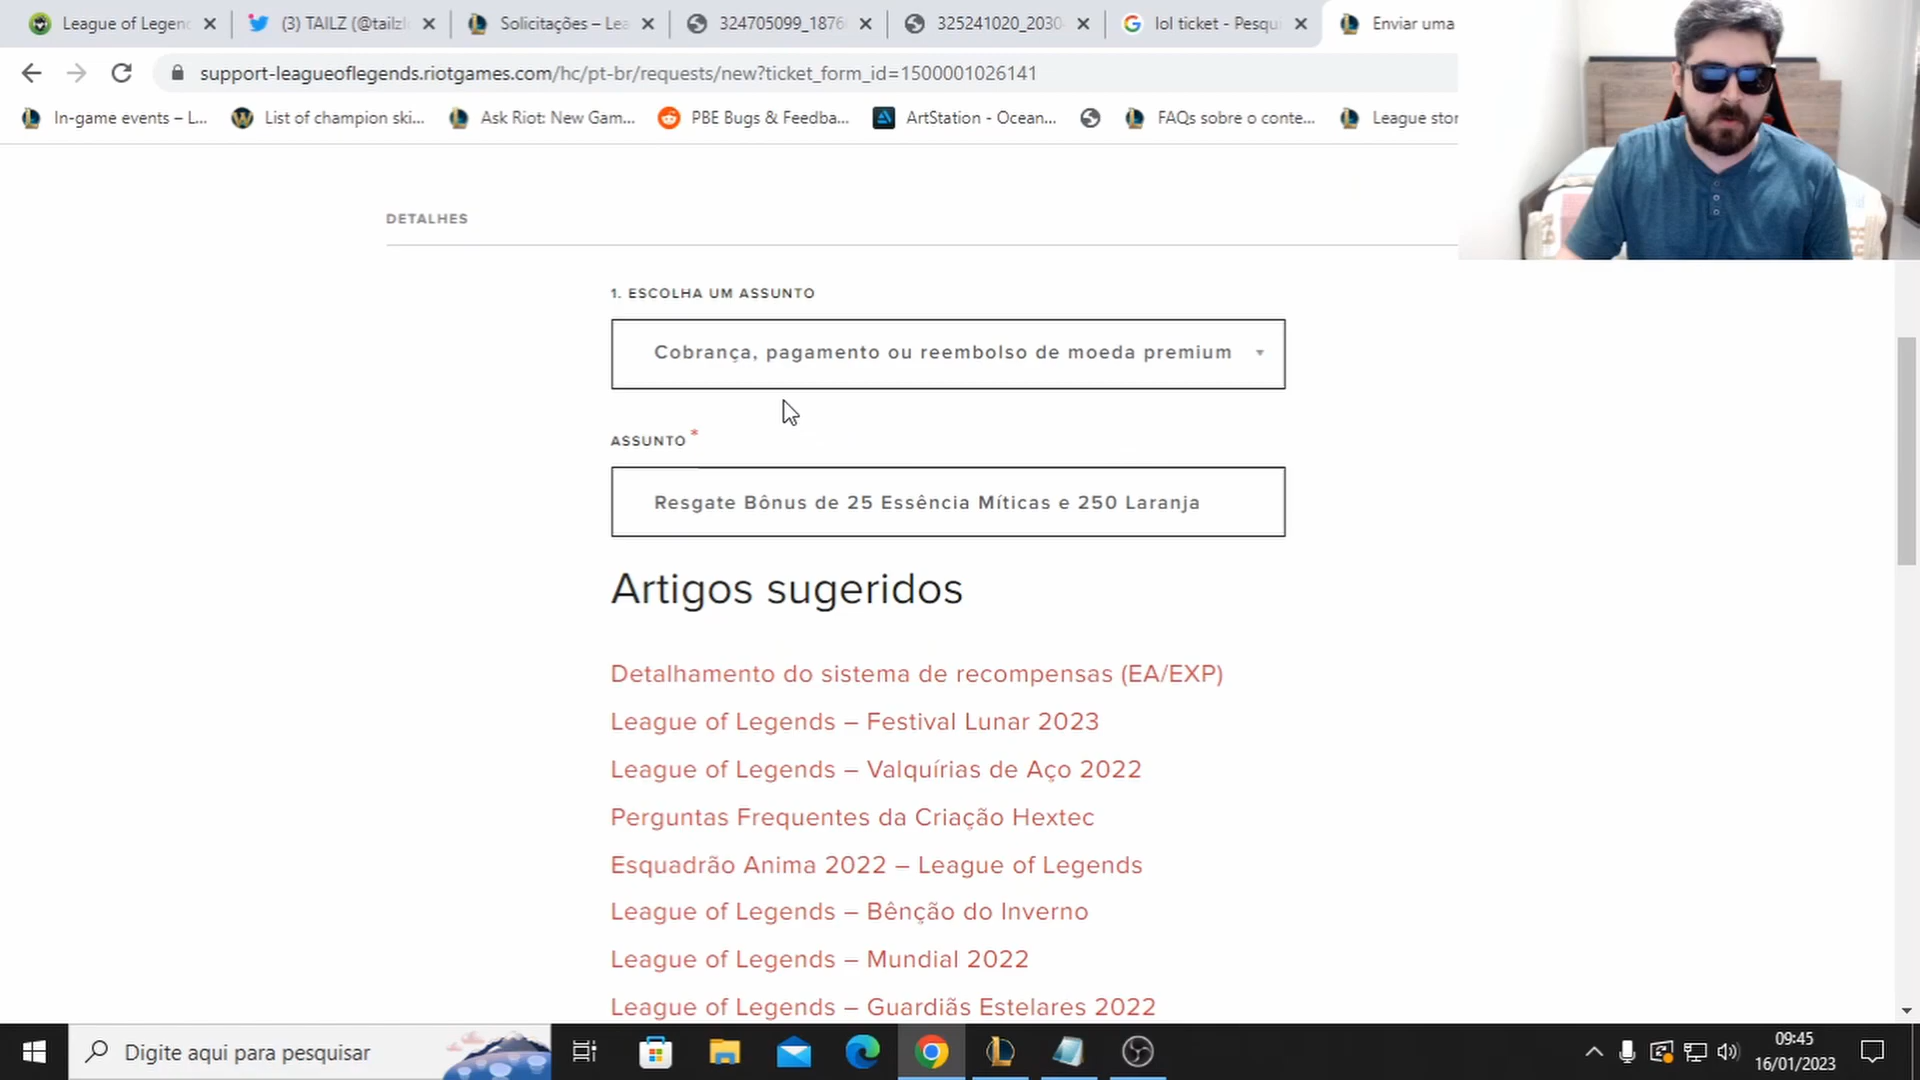 League of Legen
(3) TAILZ (@tailzl
Solicitações – Lea
324705099_1876
325241020_2030
lol ticket - Pesqui
Enviar uma
support-leagueoflegends.riotgames.com/hc/pt-br/requests/new?ticket_form_id=1500001026141
In-game events – L...
List of champion ski...
Ask Riot: New Gam...
PBE Bugs & Feedba...
ArtStation - Ocean...
FAQs sobre o conte...
League stor
DETALHES
1. ESCOLHA UM ASSUNTO
Cobrança, pagamento ou reembolso de moeda premium
ASSUNTO *
Resgate Bônus de 25 Essência Míticas e 250 Laranja
Artigos sugeridos
Detalhamento do sistema de recompensas (EA/EXP)
League of Legends – Festival Lunar 2023
League of Legends – Valquírias de Aço 2022
Perguntas Frequentes da Criação Hextec
Esquadrão Anima 2022 – League of Legends
League of Legends – Bênção do Inverno
League of Legends – Mundial 2022
League of Legends – Guardiãs Estelares 2022
Digite aqui para pesquisar
09:45
16/01/2023